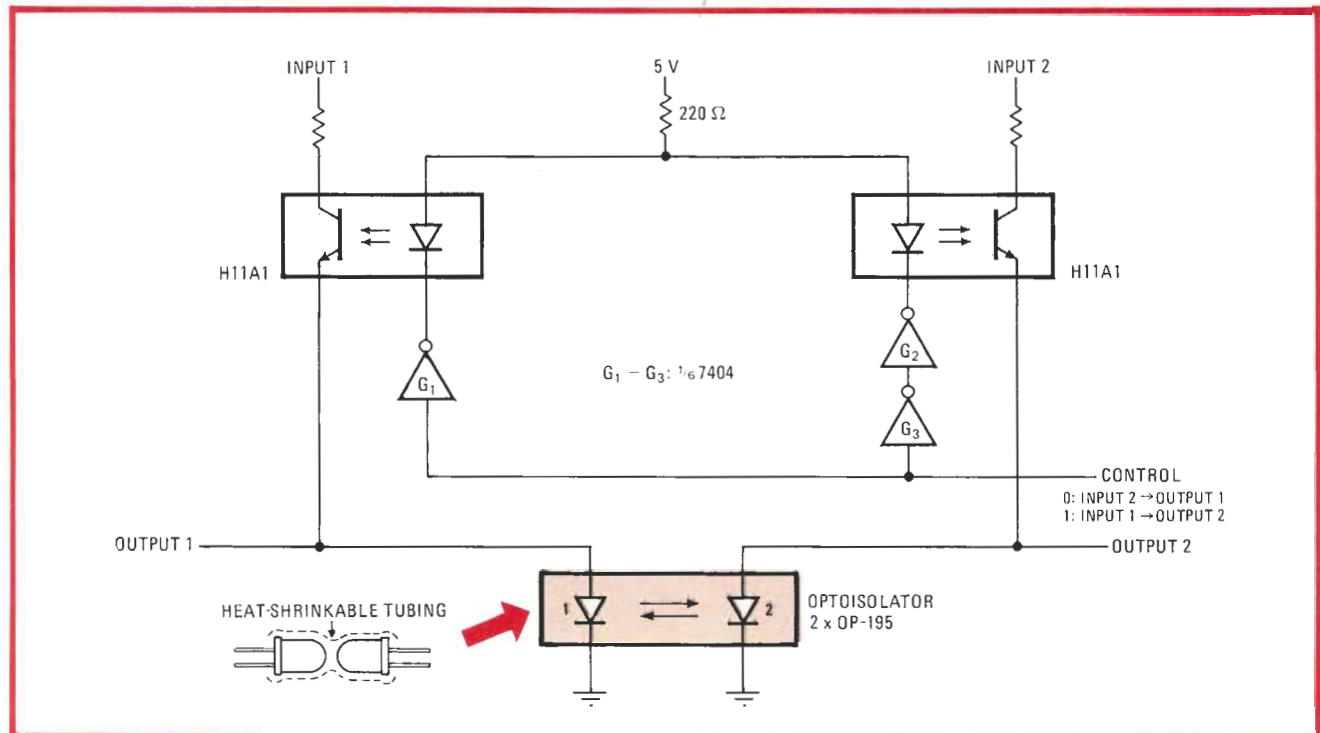 INPUT 1
5 V
INPUT 2
220 Ω
H11A1
H11A1
G₁
G₂
G₁ – G₃: 1/6 7404
G₃
CONTROL
0: INPUT 2 → OUTPUT 1
1: INPUT 1 → OUTPUT 2
OUTPUT 1
OUTPUT 2
HEAT-SHRINKABLE TUBING
1
2
OPTOISOLATOR
2 x OP-195